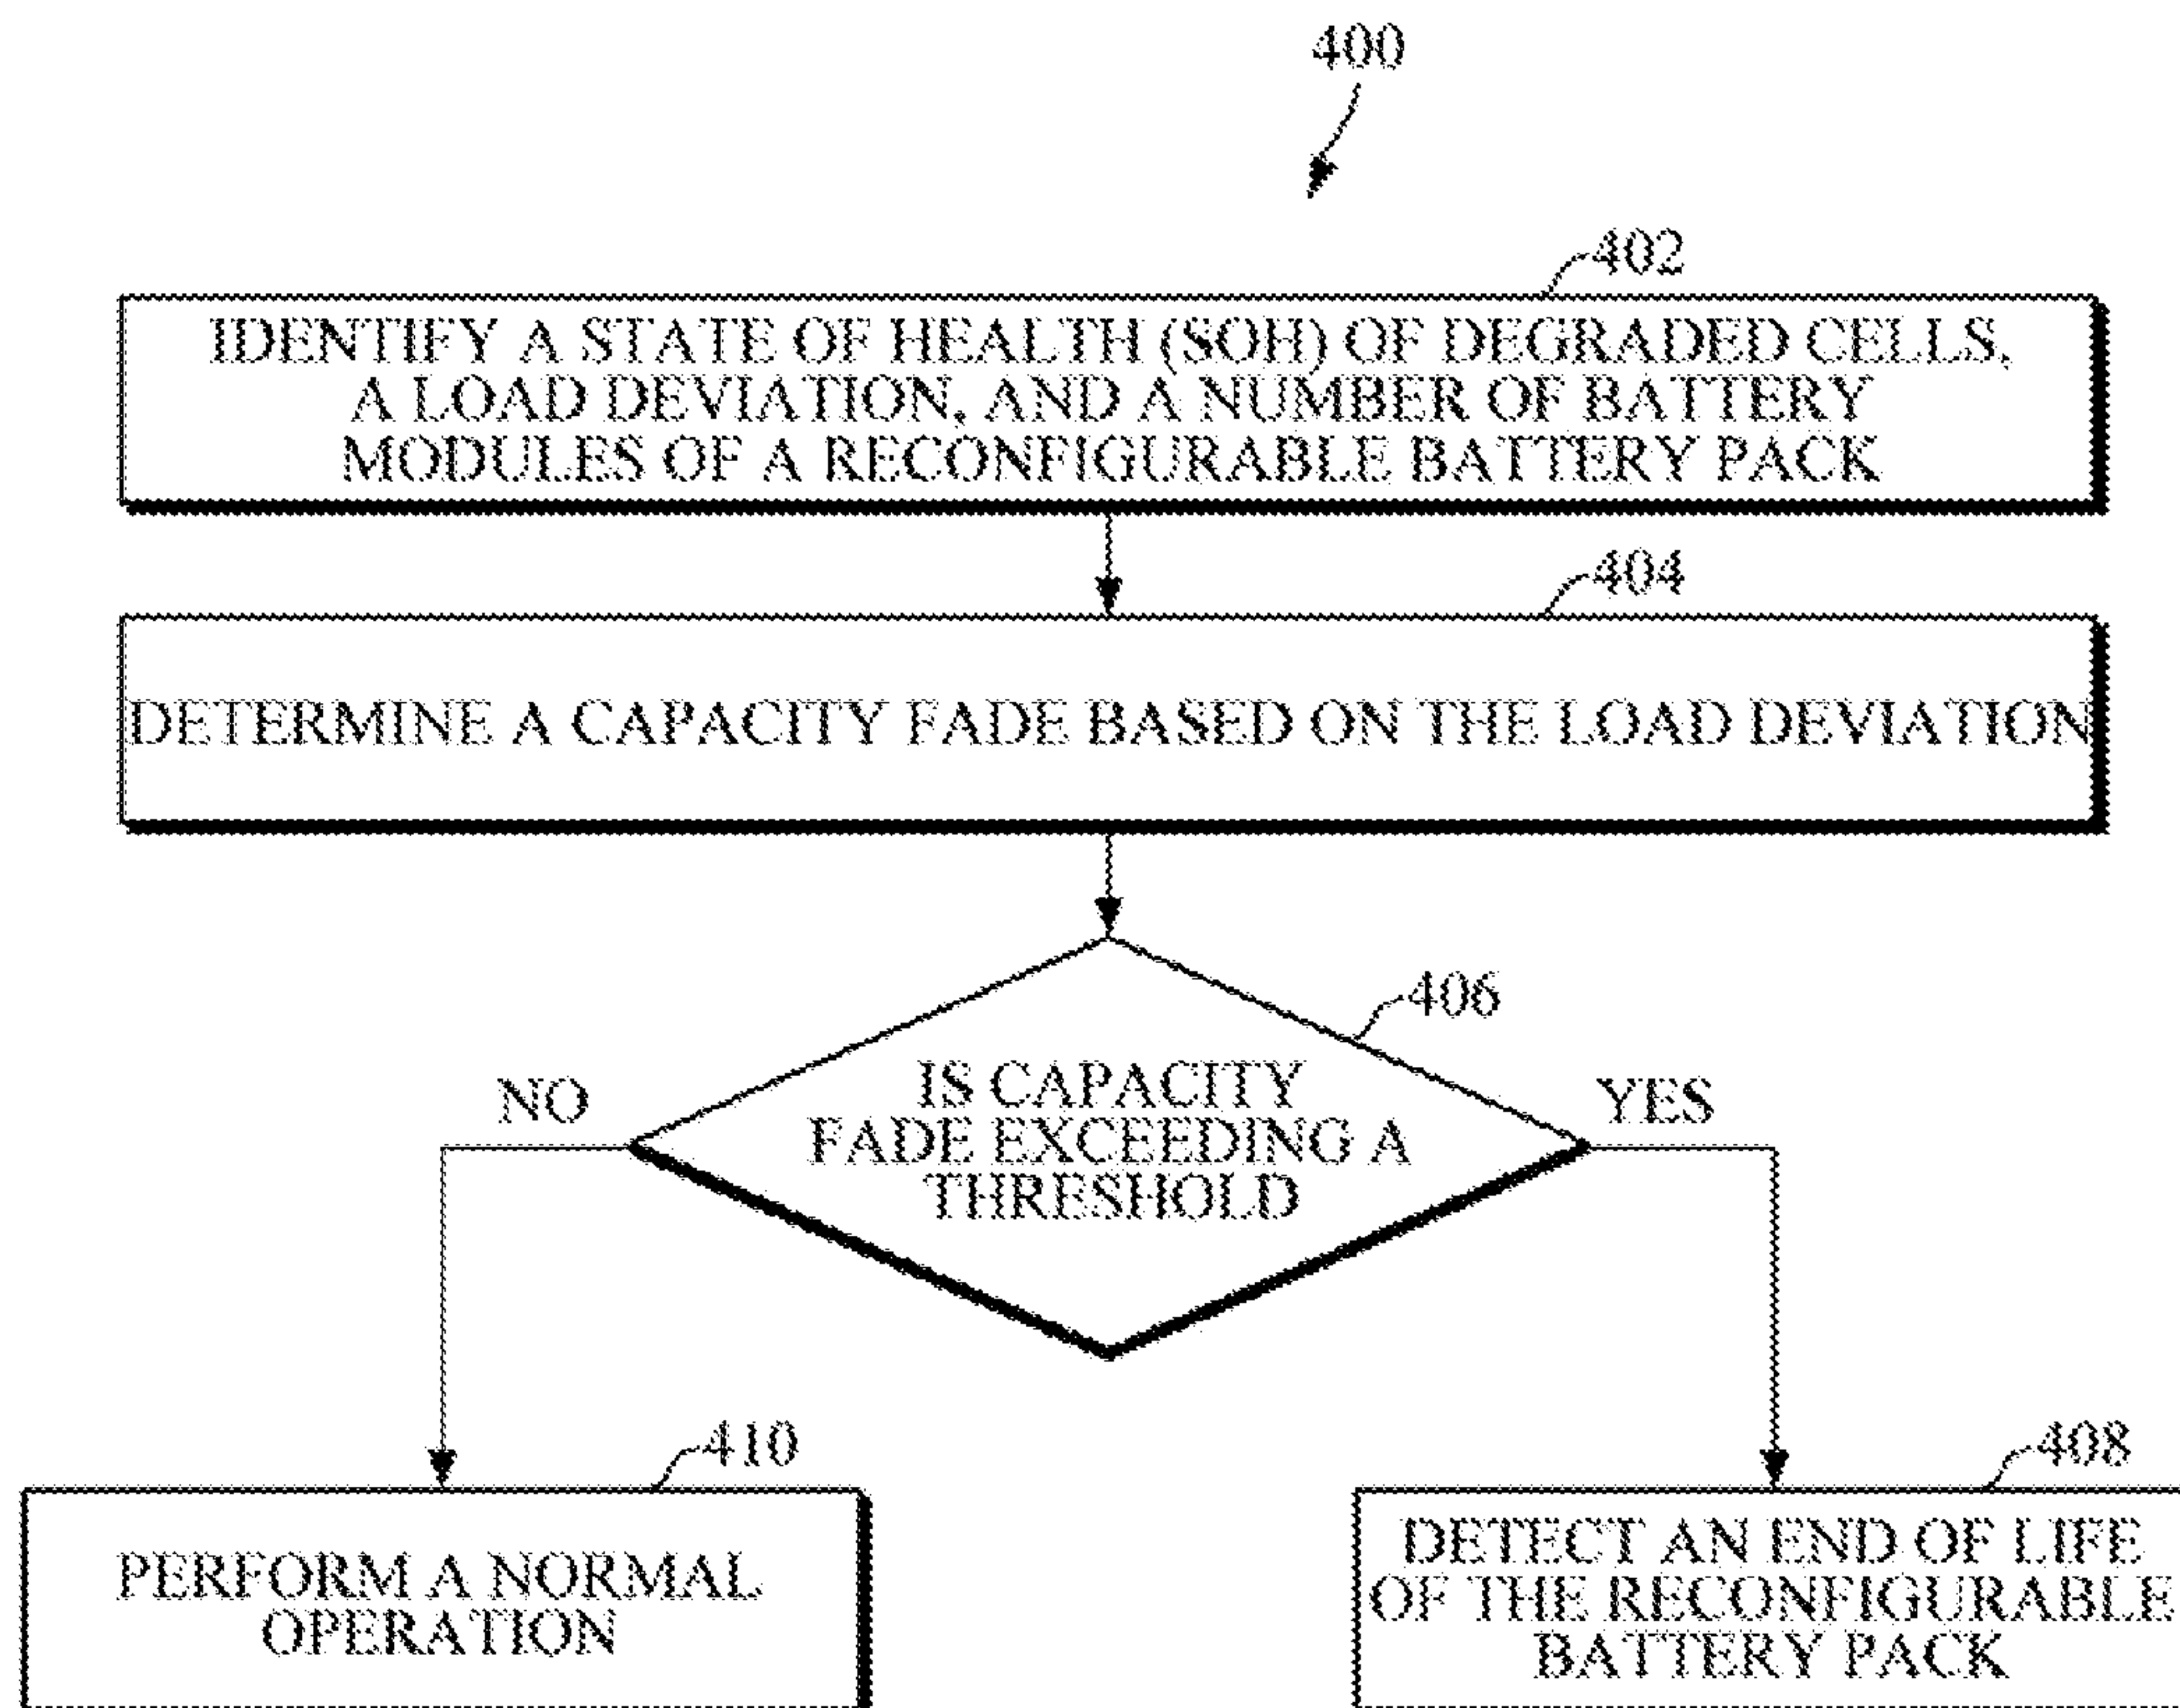 400
402
IDENTIFY A STATE OF HEALTH (SOH) OF DEGRADED CELLS,
A LOAD DEVIATION, AND A NUMBER OF BATTERY
MODULES OF A RECONFIGURABLE BATTERY PACK
404
DETERMINE A CAPACITY FADE BASED ON THE LOAD DEVIATION
406
IS CAPACITY
FADE EXCEEDING A
THRESHOLD
NO
YES
410
PERFORM A NORMAL
OPERATION
408
DETECT AN END OF LIFE
OF THE RECONFIGURABLE
BATTERY PACK